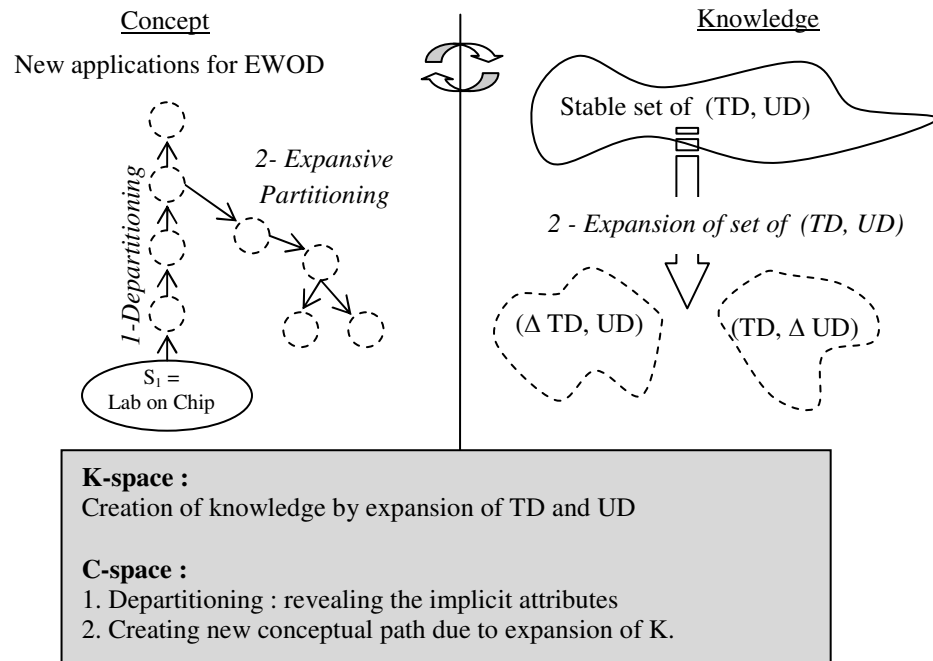 Concept
New applications for EWOD
1-Departitioning
2- Expansive
Partitioning
S1 =
Lab on Chip
Knowledge
Stable set of (TD, UD)
2 - Expansion of set of (TD, UD)
(Δ TD, UD)
(TD, Δ UD)
K-space :
Creation of knowledge by expansion of TD and UD
C-space :
1. Departitioning : revealing the implicit attributes
2. Creating new conceptual path due to expansion of K.